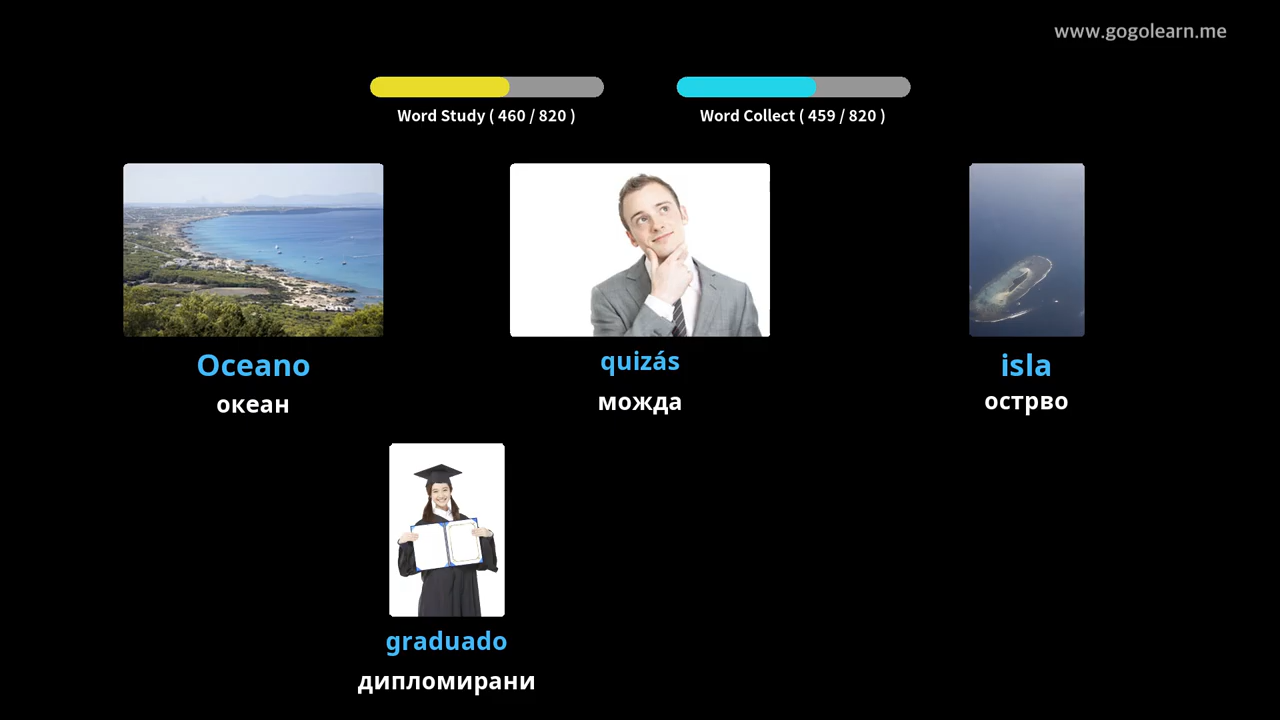 www.gogolearn.me
Word Study ( 460 / 820 )
Word Collect ( 459 / 820 )
Oceano
океан
quizás
можда
isla
острво
graduado
дипломирани